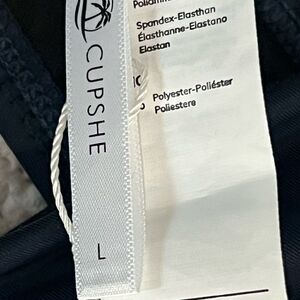 CUPSHE
L
Spandex-Elasthan
Élasthanne-Elastano
Elastan
Polyester-Poliéster
Poliestere